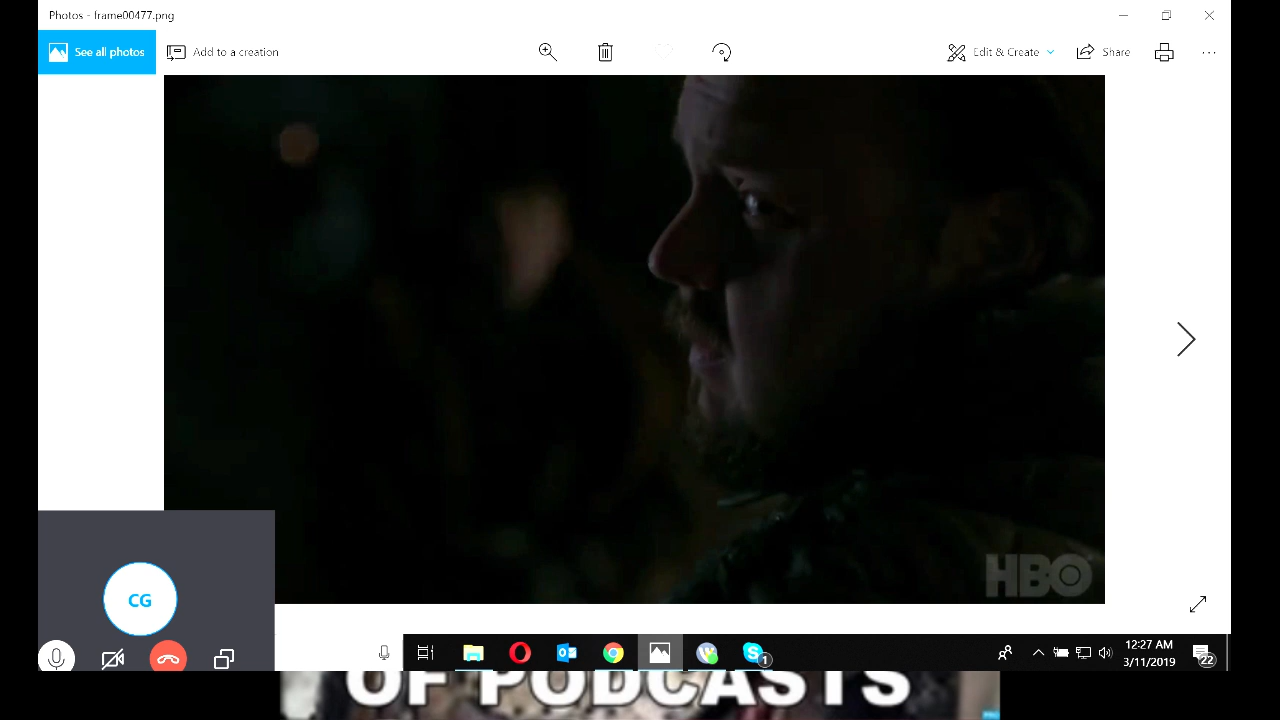 Photos - frame00477.png
See all photos
Add to a creation
Edit & Create
Share
HBO
CG
1
12:27 AM
3/11/2019
22
OF PODCASTS